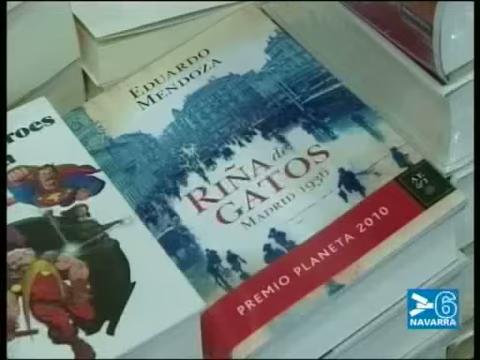 EDUARDO
MENDOZA
RIÑA de
GATOS
MADRID 1936
PREMIO PLANETA 2010
roes
6
NAVARRA